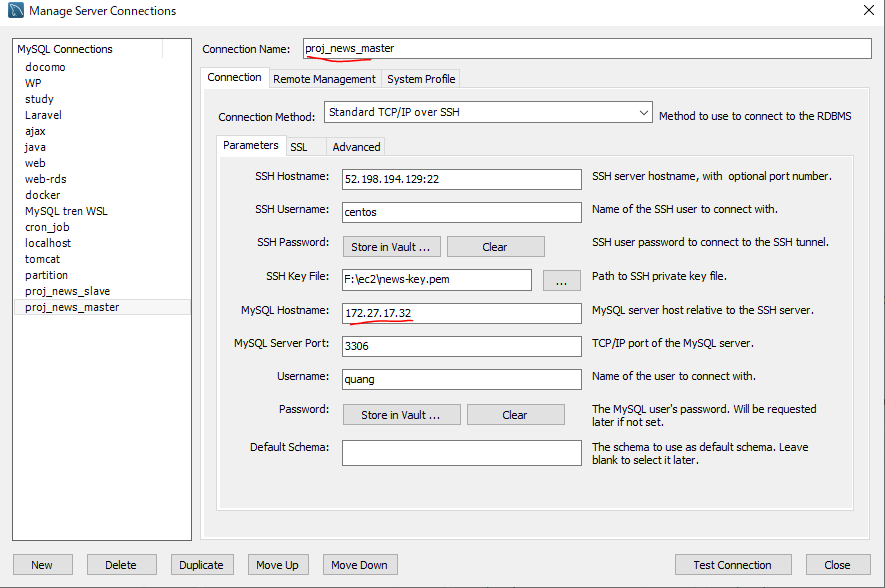 Manage Server Connections
MySQL Connections
docomo
WP
study
Laravel
ajax
java
web
web-rds
docker
MySQL tren WSL
cron_job
localhost
tomcat
partition
proj_news_slave
proj_news_master
Connection Name: proj_news_master
Connection Remote Management System Profile
Connection Method: Standard TCP/IP over SSH Method to use to connect to the RDBMS
Parameters SSL Advanced
SSH Hostname: 52.198.194.129:22 SSH server hostname, with optional port number.
SSH Username: centos Name of the SSH user to connect with.
SSH Password: Store in Vault ... Clear SSH user password to connect to the SSH tunnel.
SSH Key File: F:\ec2\news-key.pem ... Path to SSH private key file.
MySQL Hostname: 172.27.17.32 MySQL server host relative to the SSH server.
MySQL Server Port: 3306 TCP/IP port of the MySQL server.
Username: quang Name of the user to connect with.
Password: Store in Vault ... Clear The MySQL user's password. Will be requested
later if not set.
Default Schema: The schema to use as default schema. Leave
blank to select it later.
New Delete Duplicate Move Up Move Down Test Connection Close